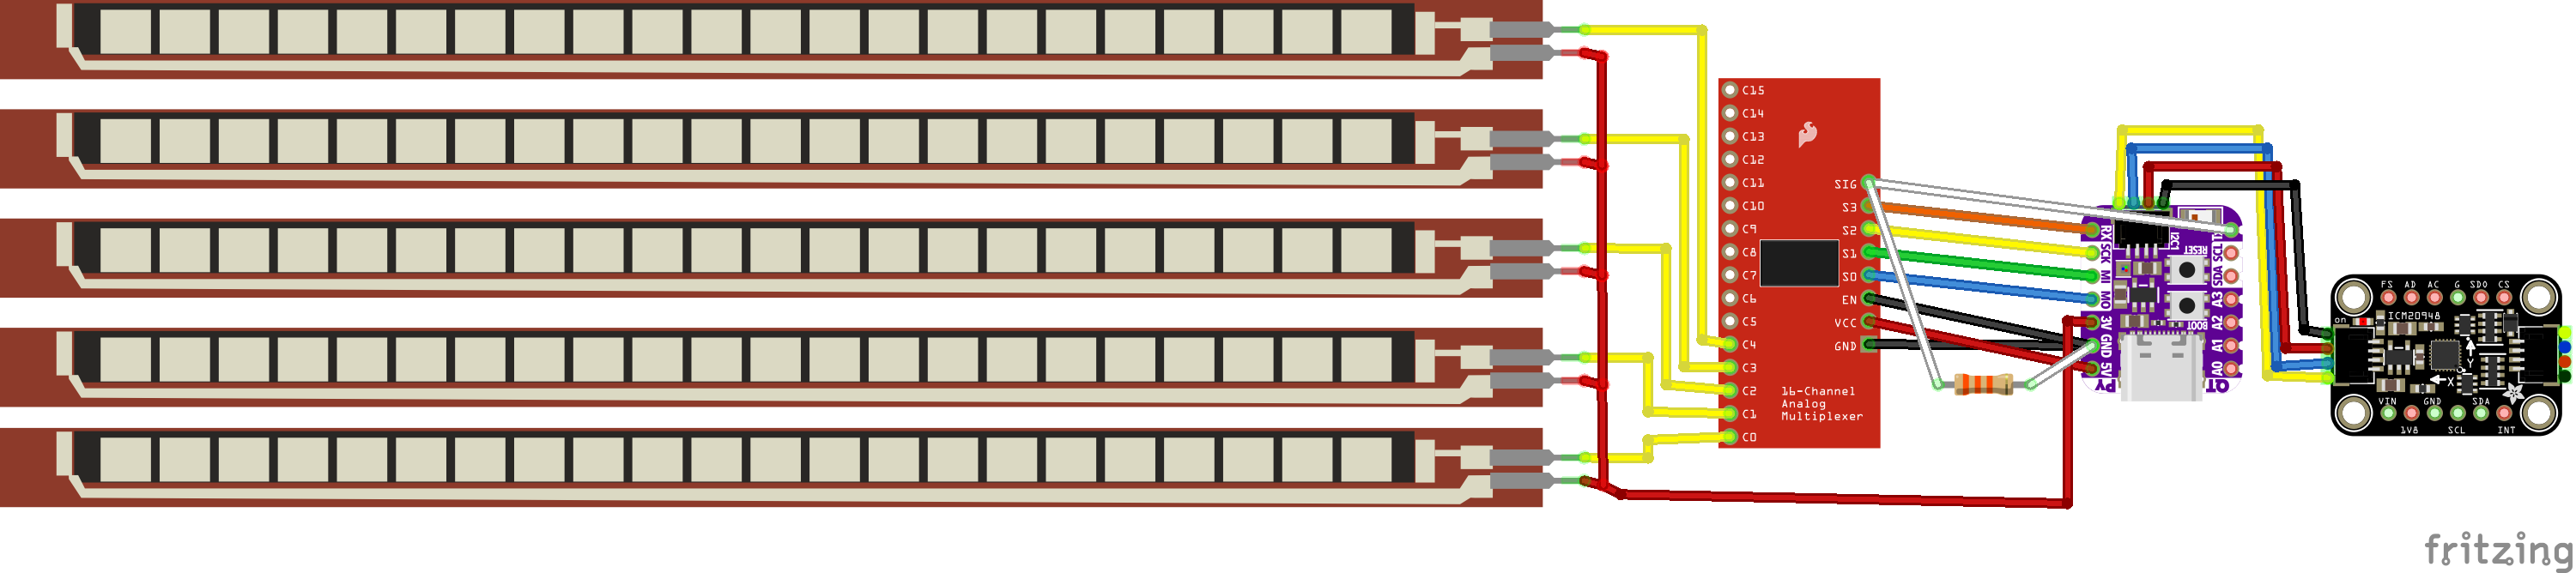 C15
C14
C13
C12
C11
C10
C9
C8
C7
C6
C5
C4
C3
C2
C1
C0
SIG
S3
S2
S1
S0
EN
VCC
GND
16-Channel
Analog
Multiplexer
RX
SCK
MI
MO
3V
GND
5V
I2C1
RESET
BOOT
SCL
SDA
A3
A2
A1
A0
FS AD AC G SDO CS
on
ICM20948
Y
X
VIN GND SDA
1V8 SCL INT
fritzing